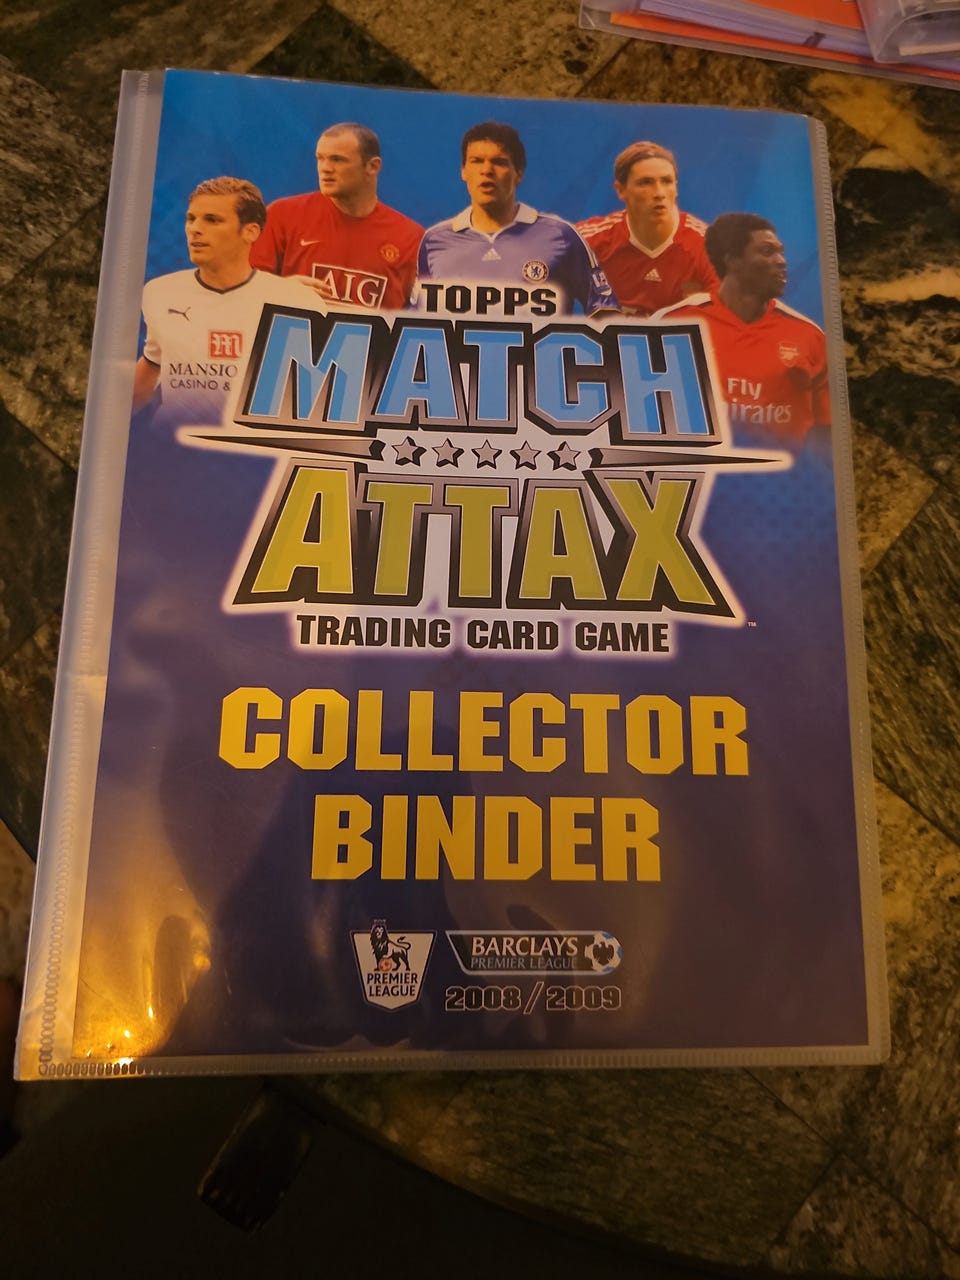 AIG
TOPPS
MATCH
MANSIO
CASINO &
Fly
irates
ATTAX
TRADING CARD GAME
TM
COLLECTOR
BINDER
PREMIER
LEAGUE
BARCLAYS
PREMIER LEAGUE
2008/2009